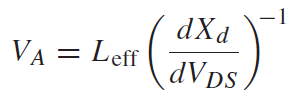 V_A = L_eff (dX_d / dV_DS)^−1